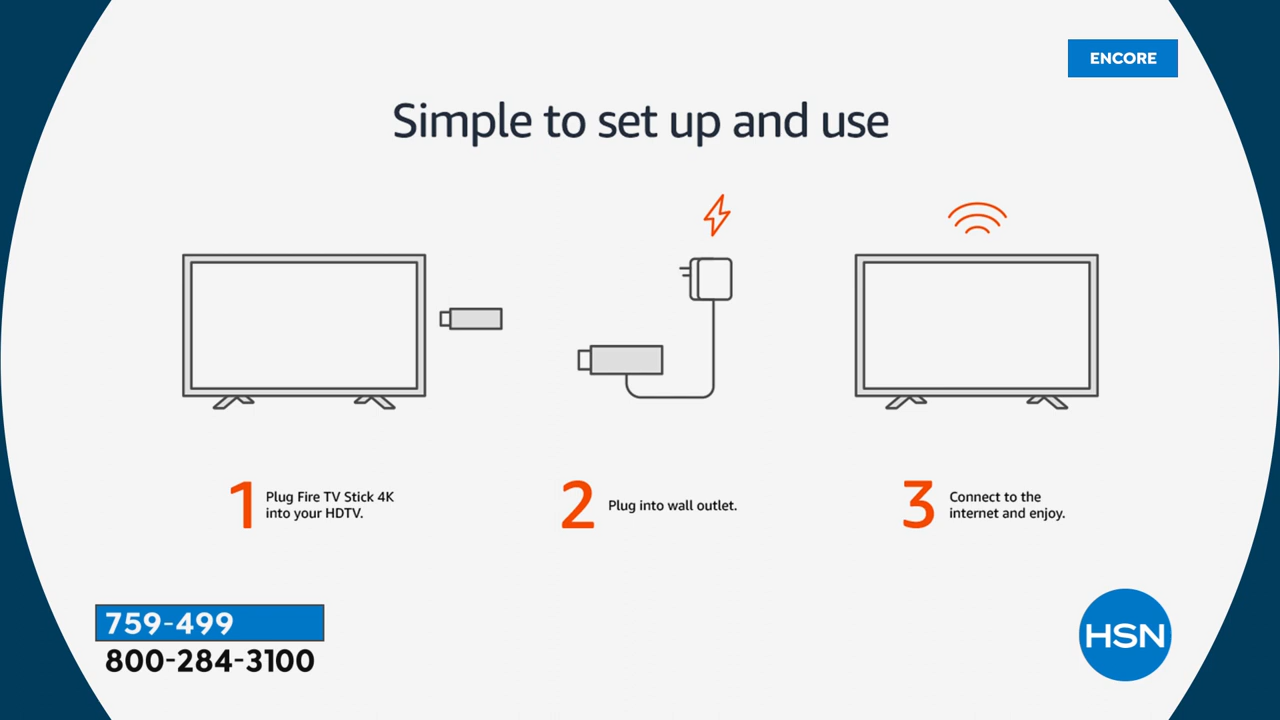 ENCORE
Simple to set up and use
1 Plug Fire TV Stick 4K
into your HDTV.
2 Plug into wall outlet.
3 Connect to the
internet and enjoy.
759-499
800-284-3100
HSN